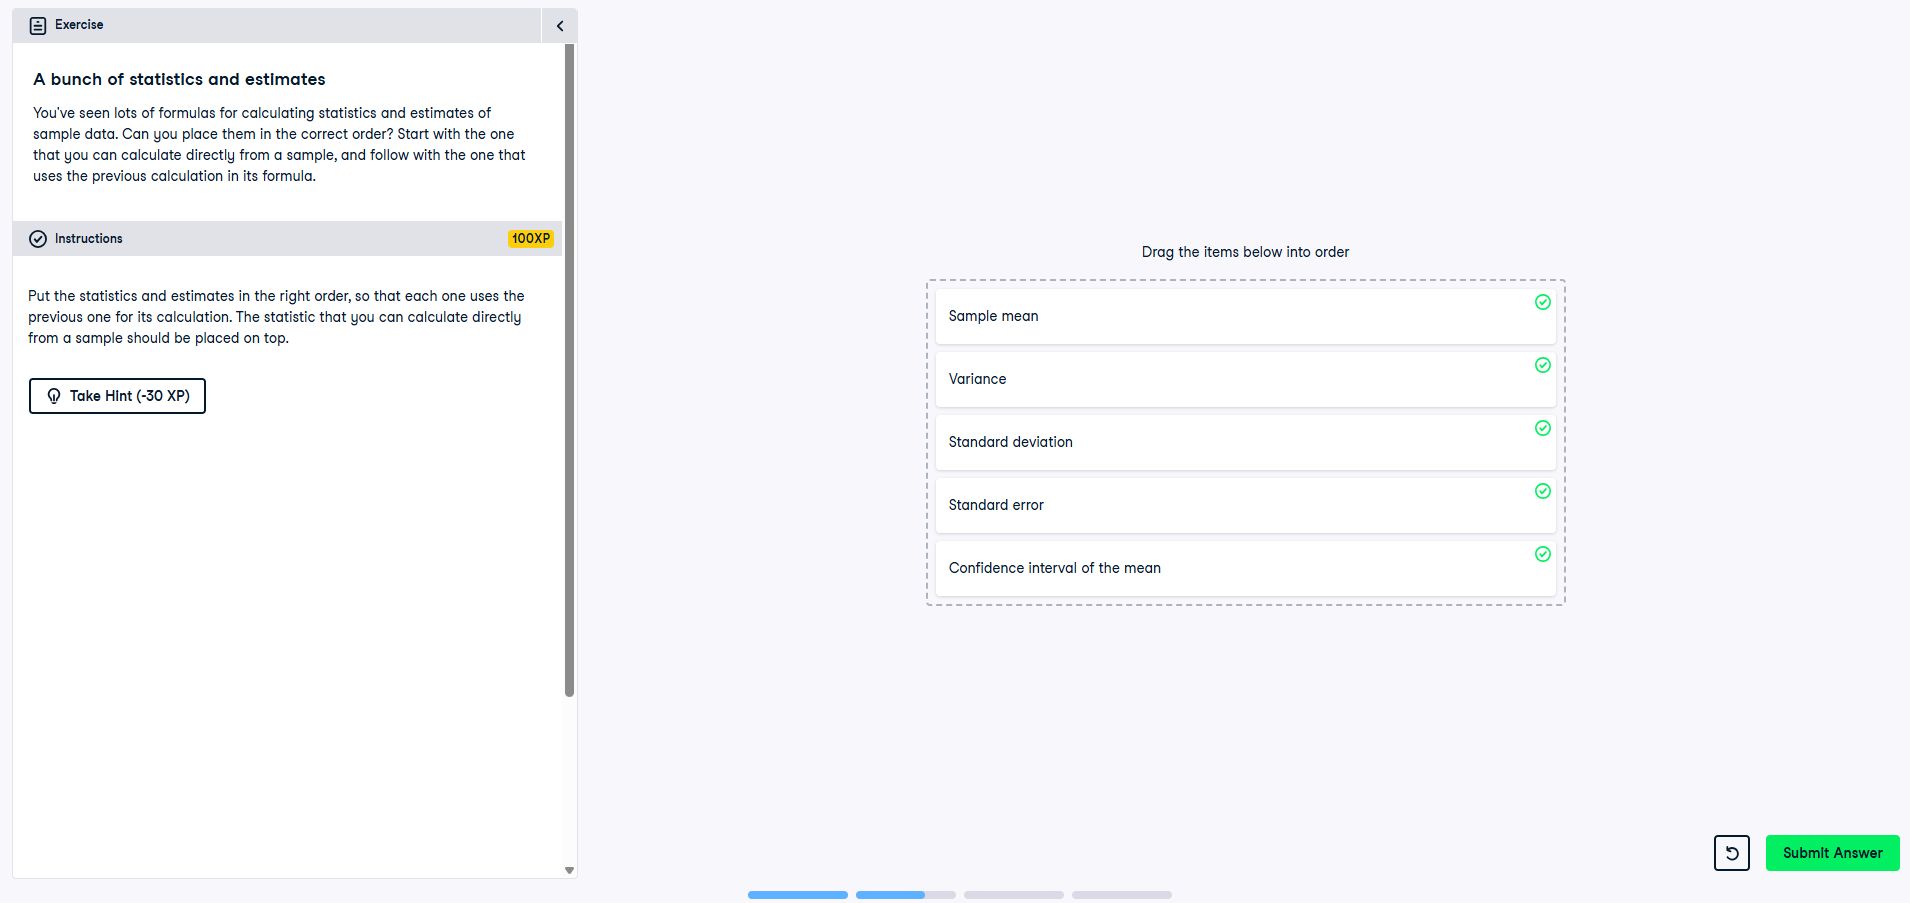 Exercise
A bunch of statistics and estimates
You've seen lots of formulas for calculating statistics and estimates of
sample data. Can you place them in the correct order? Start with the one
that you can calculate directly from a sample, and follow with the one that
uses the previous calculation in its formula.
Instructions
100XP
Put the statistics and estimates in the right order, so that each one uses the
previous one for its calculation. The statistic that you can calculate directly
from a sample should be placed on top.
Take Hint (-30 XP)
Drag the items below into order
Sample mean
Variance
Standard deviation
Standard error
Confidence interval of the mean
Submit Answer